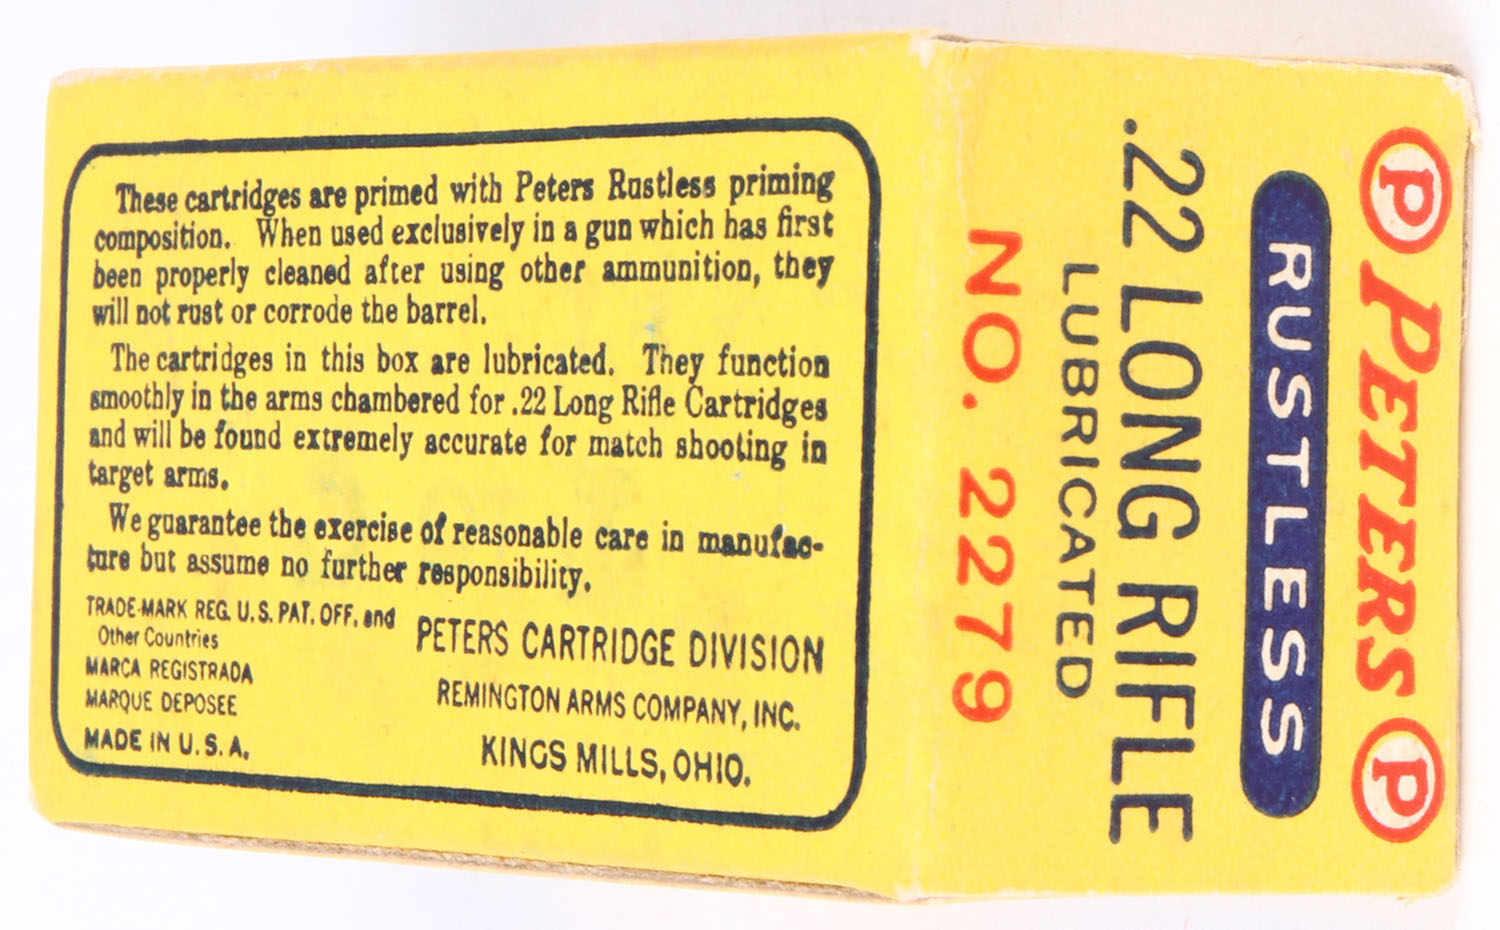 These cartridges are primed with Peters Rustless priming
composition. When used exclusively in a gun which has first
been properly cleaned after using other ammunition, they
will not rust or corrode the barrel.
The cartridges in this box are lubricated. They function
smoothly in the arms chambered for .22 Long Rifle Cartridges
and will be found extremely accurate for match shooting in
target arms.
We guarantee the exercise of reasonable care in manufac-
ture but assume no further responsibility.
TRADE-MARK REG. U.S. PAT. OFF. and
Other Countries
MARCA REGISTRADA
MARQUE DEPOSEE
MADE IN U.S.A.
PETERS CARTRIDGE DIVISION
REMINGTON ARMS COMPANY, INC.
KINGS MILLS, OHIO.
P PETERS P
RUSTLESS
.22 LONG RIFLE
LUBRICATED
NO. 2279